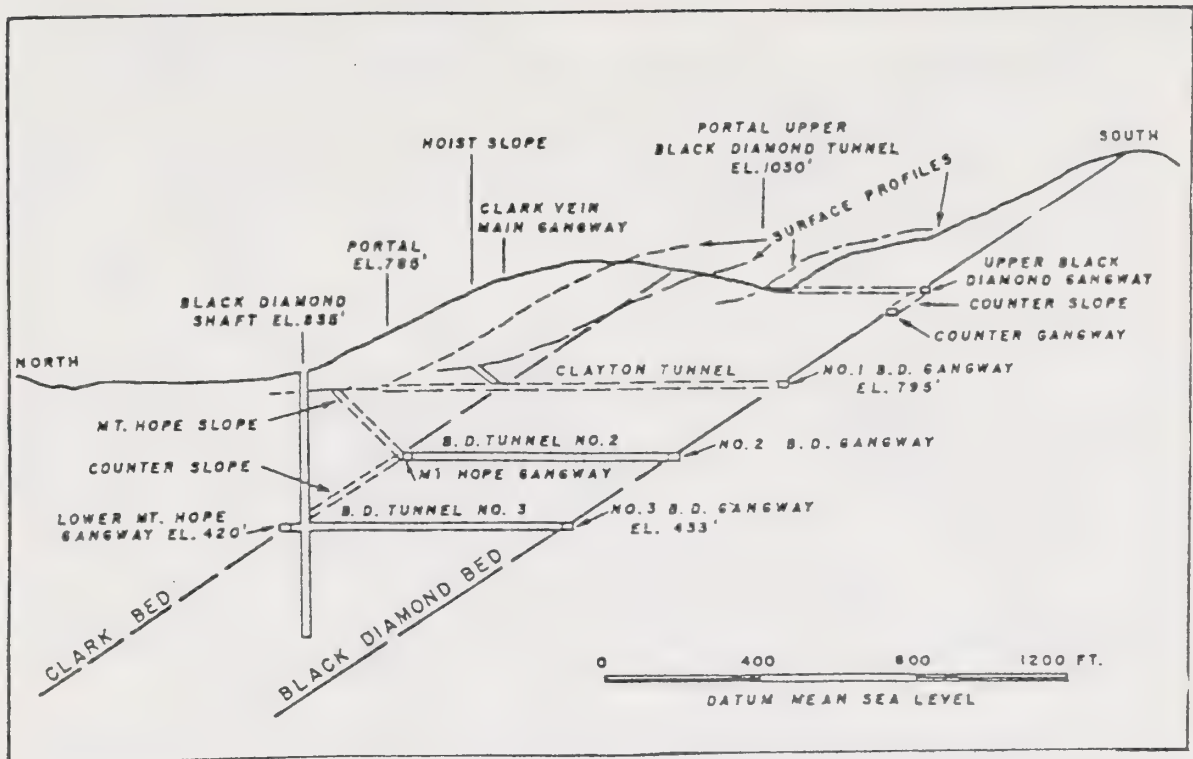 SOUTH
PORTAL UPPER
BLACK DIAMOND TUNNEL
EL. 1030'
HOIST SLOPE
SURFACE PROFILES
CLARK VEIN
MAIN GANGWAY
PORTAL
EL. 785'
UPPER BLACK
DIAMOND GANGWAY
COUNTER SLOPE
COUNTER GANGWAY
BLACK DIAMOND
SHAFT EL. 838'
NORTH
CLAYTON TUNNEL
NO. 1 B.D. GANGWAY
EL. 795'
MT. HOPE SLOPE
B.D. TUNNEL NO. 2
NO. 2 B.D. GANGWAY
COUNTER SLOPE
MT HOPE GANGWAY
B.D. TUNNEL NO. 3
NO. 3 B.D. GANGWAY
EL. 433'
LOWER MT. HOPE
GANGWAY EL. 420'
CLARK BED
BLACK DIAMOND BED
0 400 800 1200 FT.
DATUM MEAN SEA LEVEL